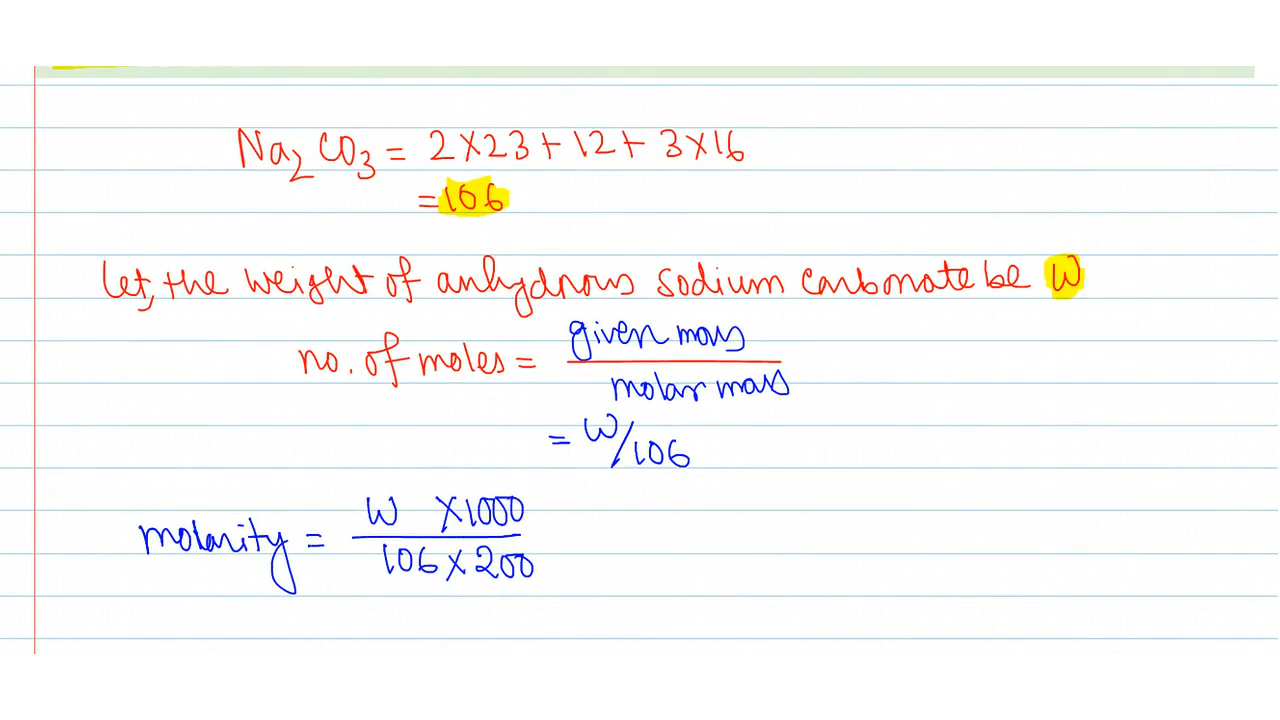 Na₂CO₃ = 2×23+12+3×16
=106
let, the weight of anhydrous sodium carbonate be W
no. of moles = given mass / molar mass
= W/106
molarity = W ×1000 / 106×200